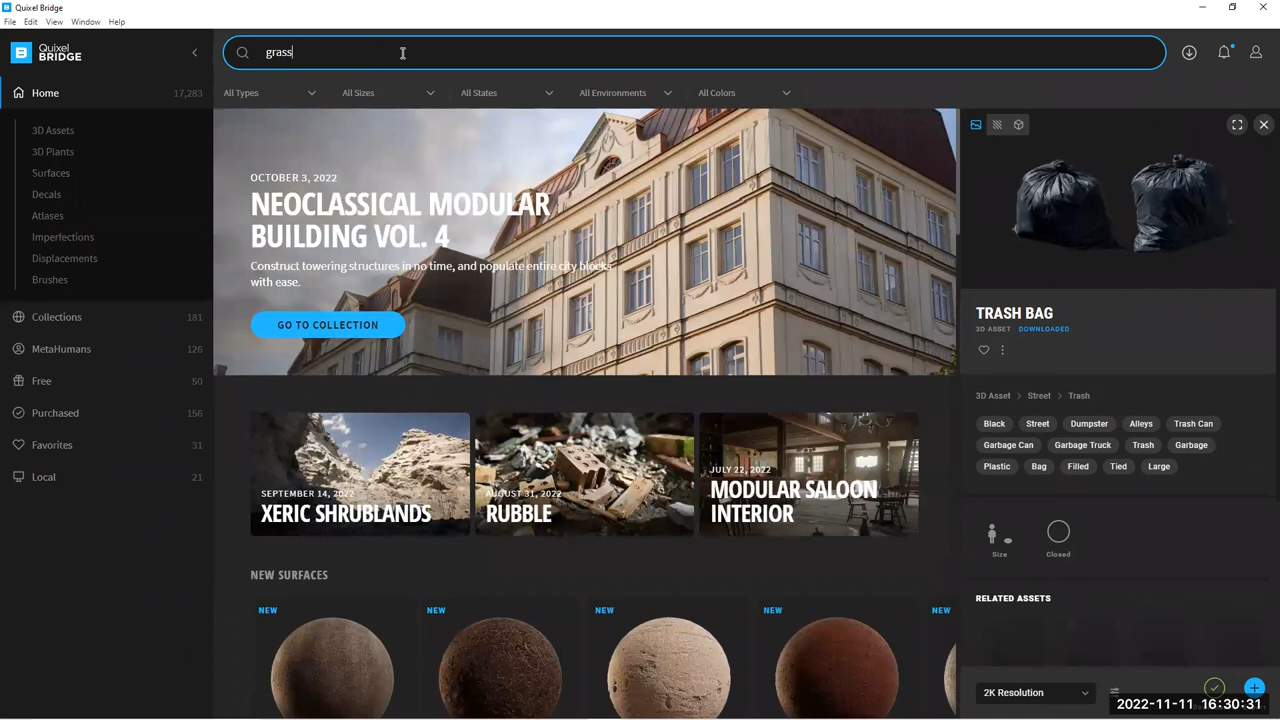 Quixel Bridge
File Edit View Window Help
Quixel
BRIDGE
grass
Home 17,283
All Types All Sizes All States All Environments All Colors
3D Assets
3D Plants
Surfaces
Decals
Atlases
Imperfections
Displacements
Brushes
Collections 181
MetaHumans 126
Free 50
Purchased 156
Favorites 31
Local 21
OCTOBER 3, 2022
NEOCLASSICAL MODULAR
BUILDING VOL. 4
Construct towering structures in no time, and populate entire city blocks
with ease.
GO TO COLLECTION
SEPTEMBER 14, 2022
XERIC SHRUBLANDS
AUGUST 31, 2022
RUBBLE
JULY 22, 2022
MODULAR SALOON
INTERIOR
NEW SURFACES
NEW NEW NEW NEW NEW
TRASH BAG
3D ASSET DOWNLOADED
3D Asset > Street > Trash
Black Street Dumpster Alleys Trash Can
Garbage Can Garbage Truck Trash Garbage
Plastic Bag Filled Tied Large
Size Closed
RELATED ASSETS
2K Resolution
2022-11-11 16:30:31